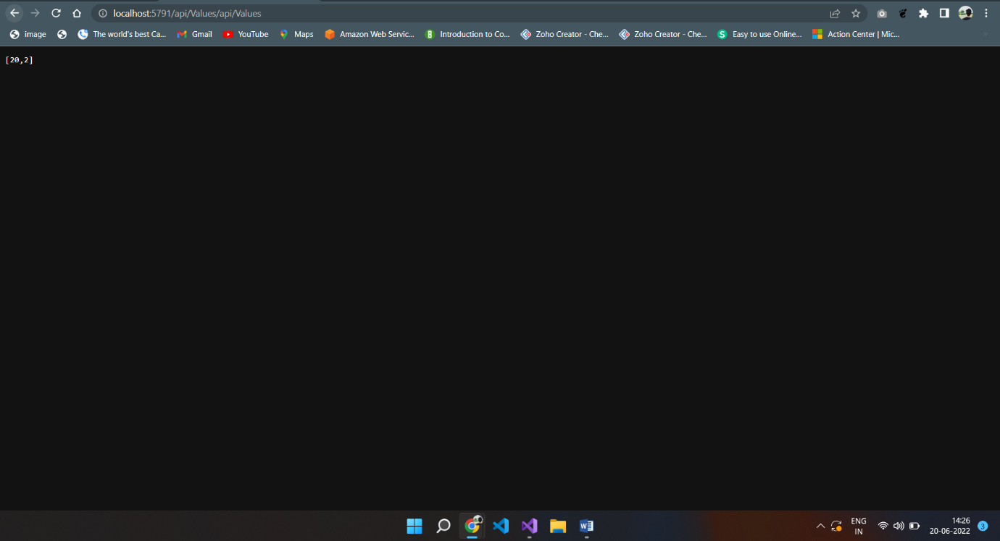 localhost:5791/api/Values/api/Values
image The world's best Ca... Gmail YouTube Maps Amazon Web Servic... B Introduction to Co... Zoho Creator - Che... Zoho Creator - Che... S Easy to use Online... Action Center | Mic...
[20,2]
W ENG 14:26
IN 20-06-2022 3